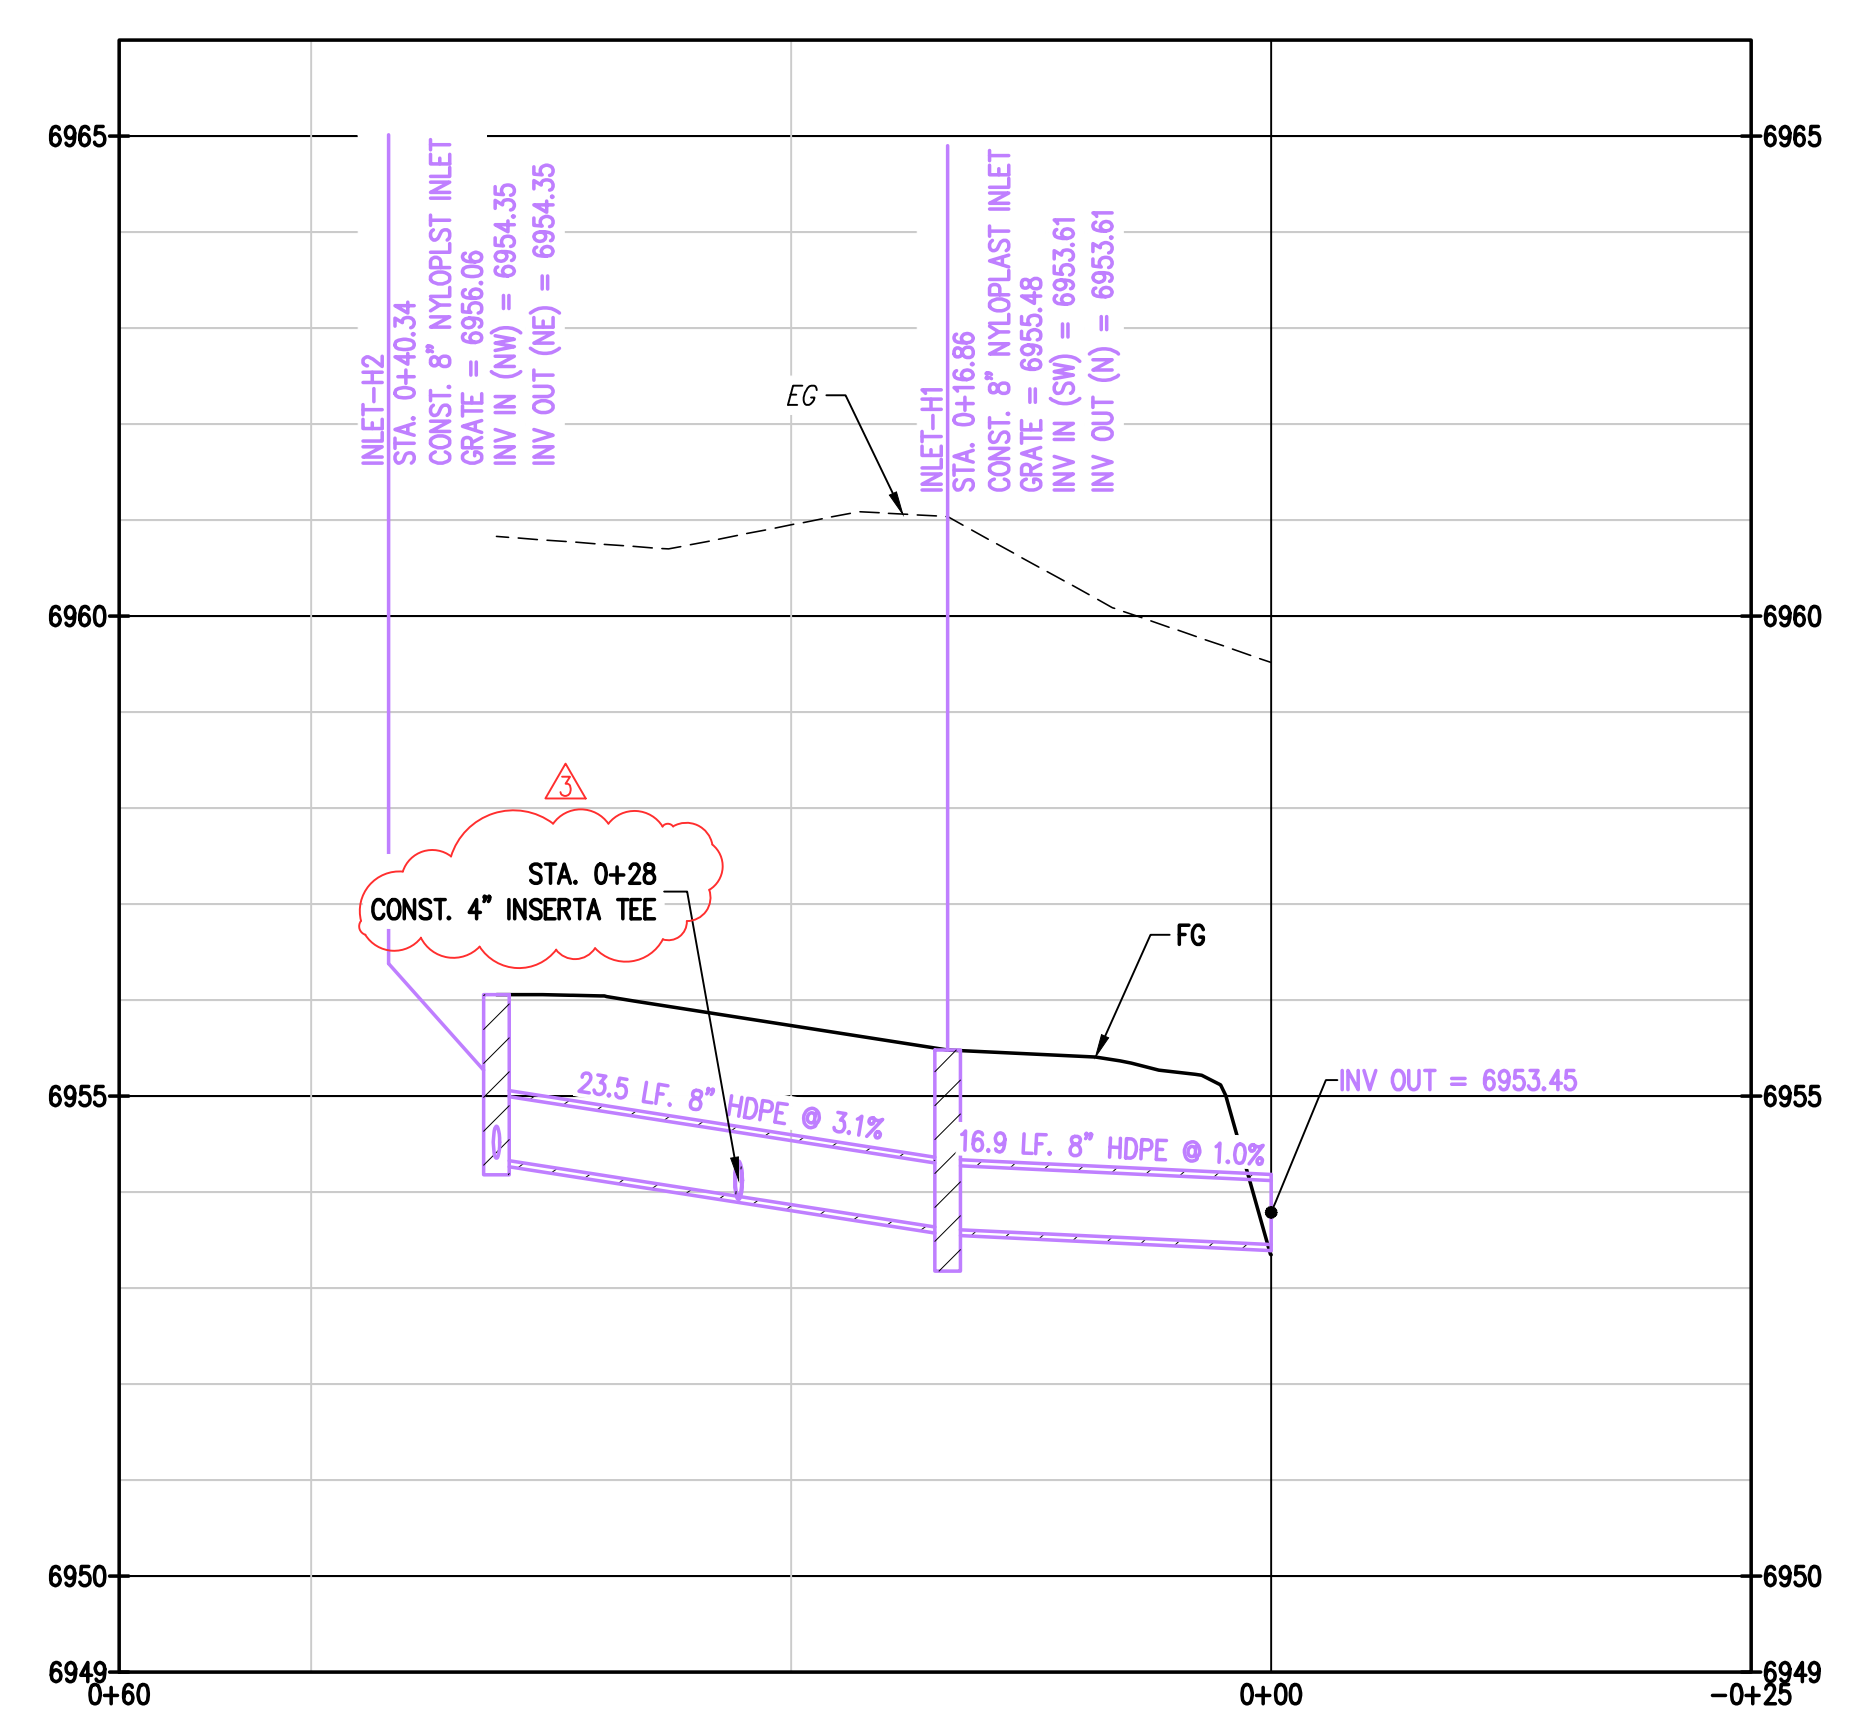 6965
6965
INLET-H2
STA. 0+40.34
CONST. 8" NYLOPLST INLET
GRATE = 6956.06
INV IN (NW) = 6954.35
INV OUT (NE) = 6954.35
INLET-H1
STA. 0+16.86
CONST. 8" NYLOPLAST INLET
GRATE = 6955.48
INV IN (SW) = 6953.61
INV OUT (N) = 6953.61
EG
6960
6960
3
STA. 0+28
CONST. 4" INSERTA TEE
FG
6955
23.5 LF. 8" HDPE @ 3.1%
16.9 LF. 8" HDPE @ 1.0%
INV OUT = 6953.45
6955
6950
6950
6949
6949
0+60
0+00
-0+25